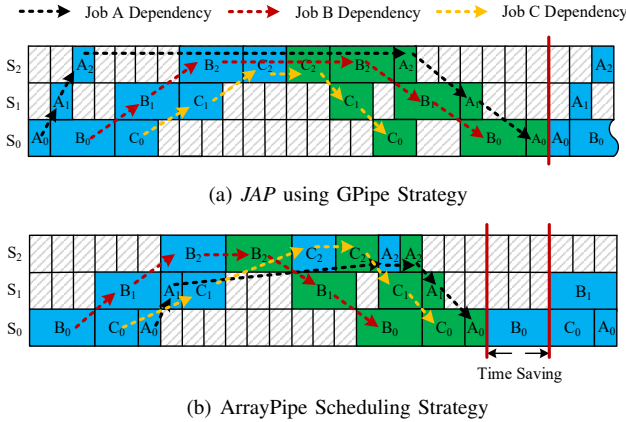 Job A Dependency Job B Dependency Job C Dependency
S₂ A₂ B₂ C₂ C₂ B₂ A₂ A₂
S₁ A₁ B₁ C₁ C₁ B₁ A₁ A₁
S₀ A₀ B₀ C₀ C₀ B₀ A₀ A₀ B₀
(a) JAP using GPipe Strategy
S₂ B₂ B₂ C₂ C₂ A₂ A₂
S₁ B₁ A₁ C₁ B₁ C₁ A₁ B₁
S₀ B₀ C₀ A₀ B₀ C₀ A₀ B₀ C₀ A₀
Time Saving
(b) ArrayPipe Scheduling Strategy